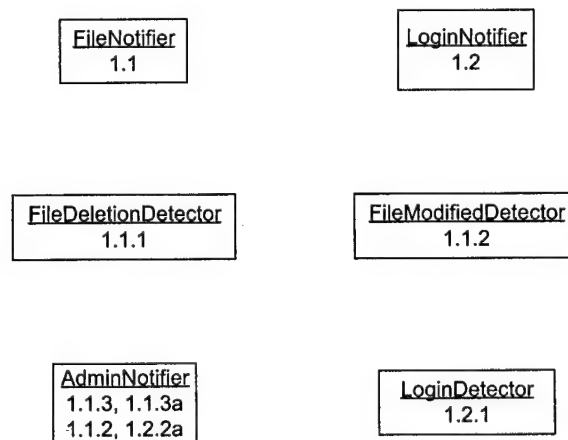 FileNotifier
1.1
LoginNotifier
1.2
FileDeletionDetector
1.1.1
FileModifiedDetector
1.1.2
AdminNotifier
1.1.3, 1.1.3a
1.1.2, 1.2.2a
LoginDetector
1.2.1